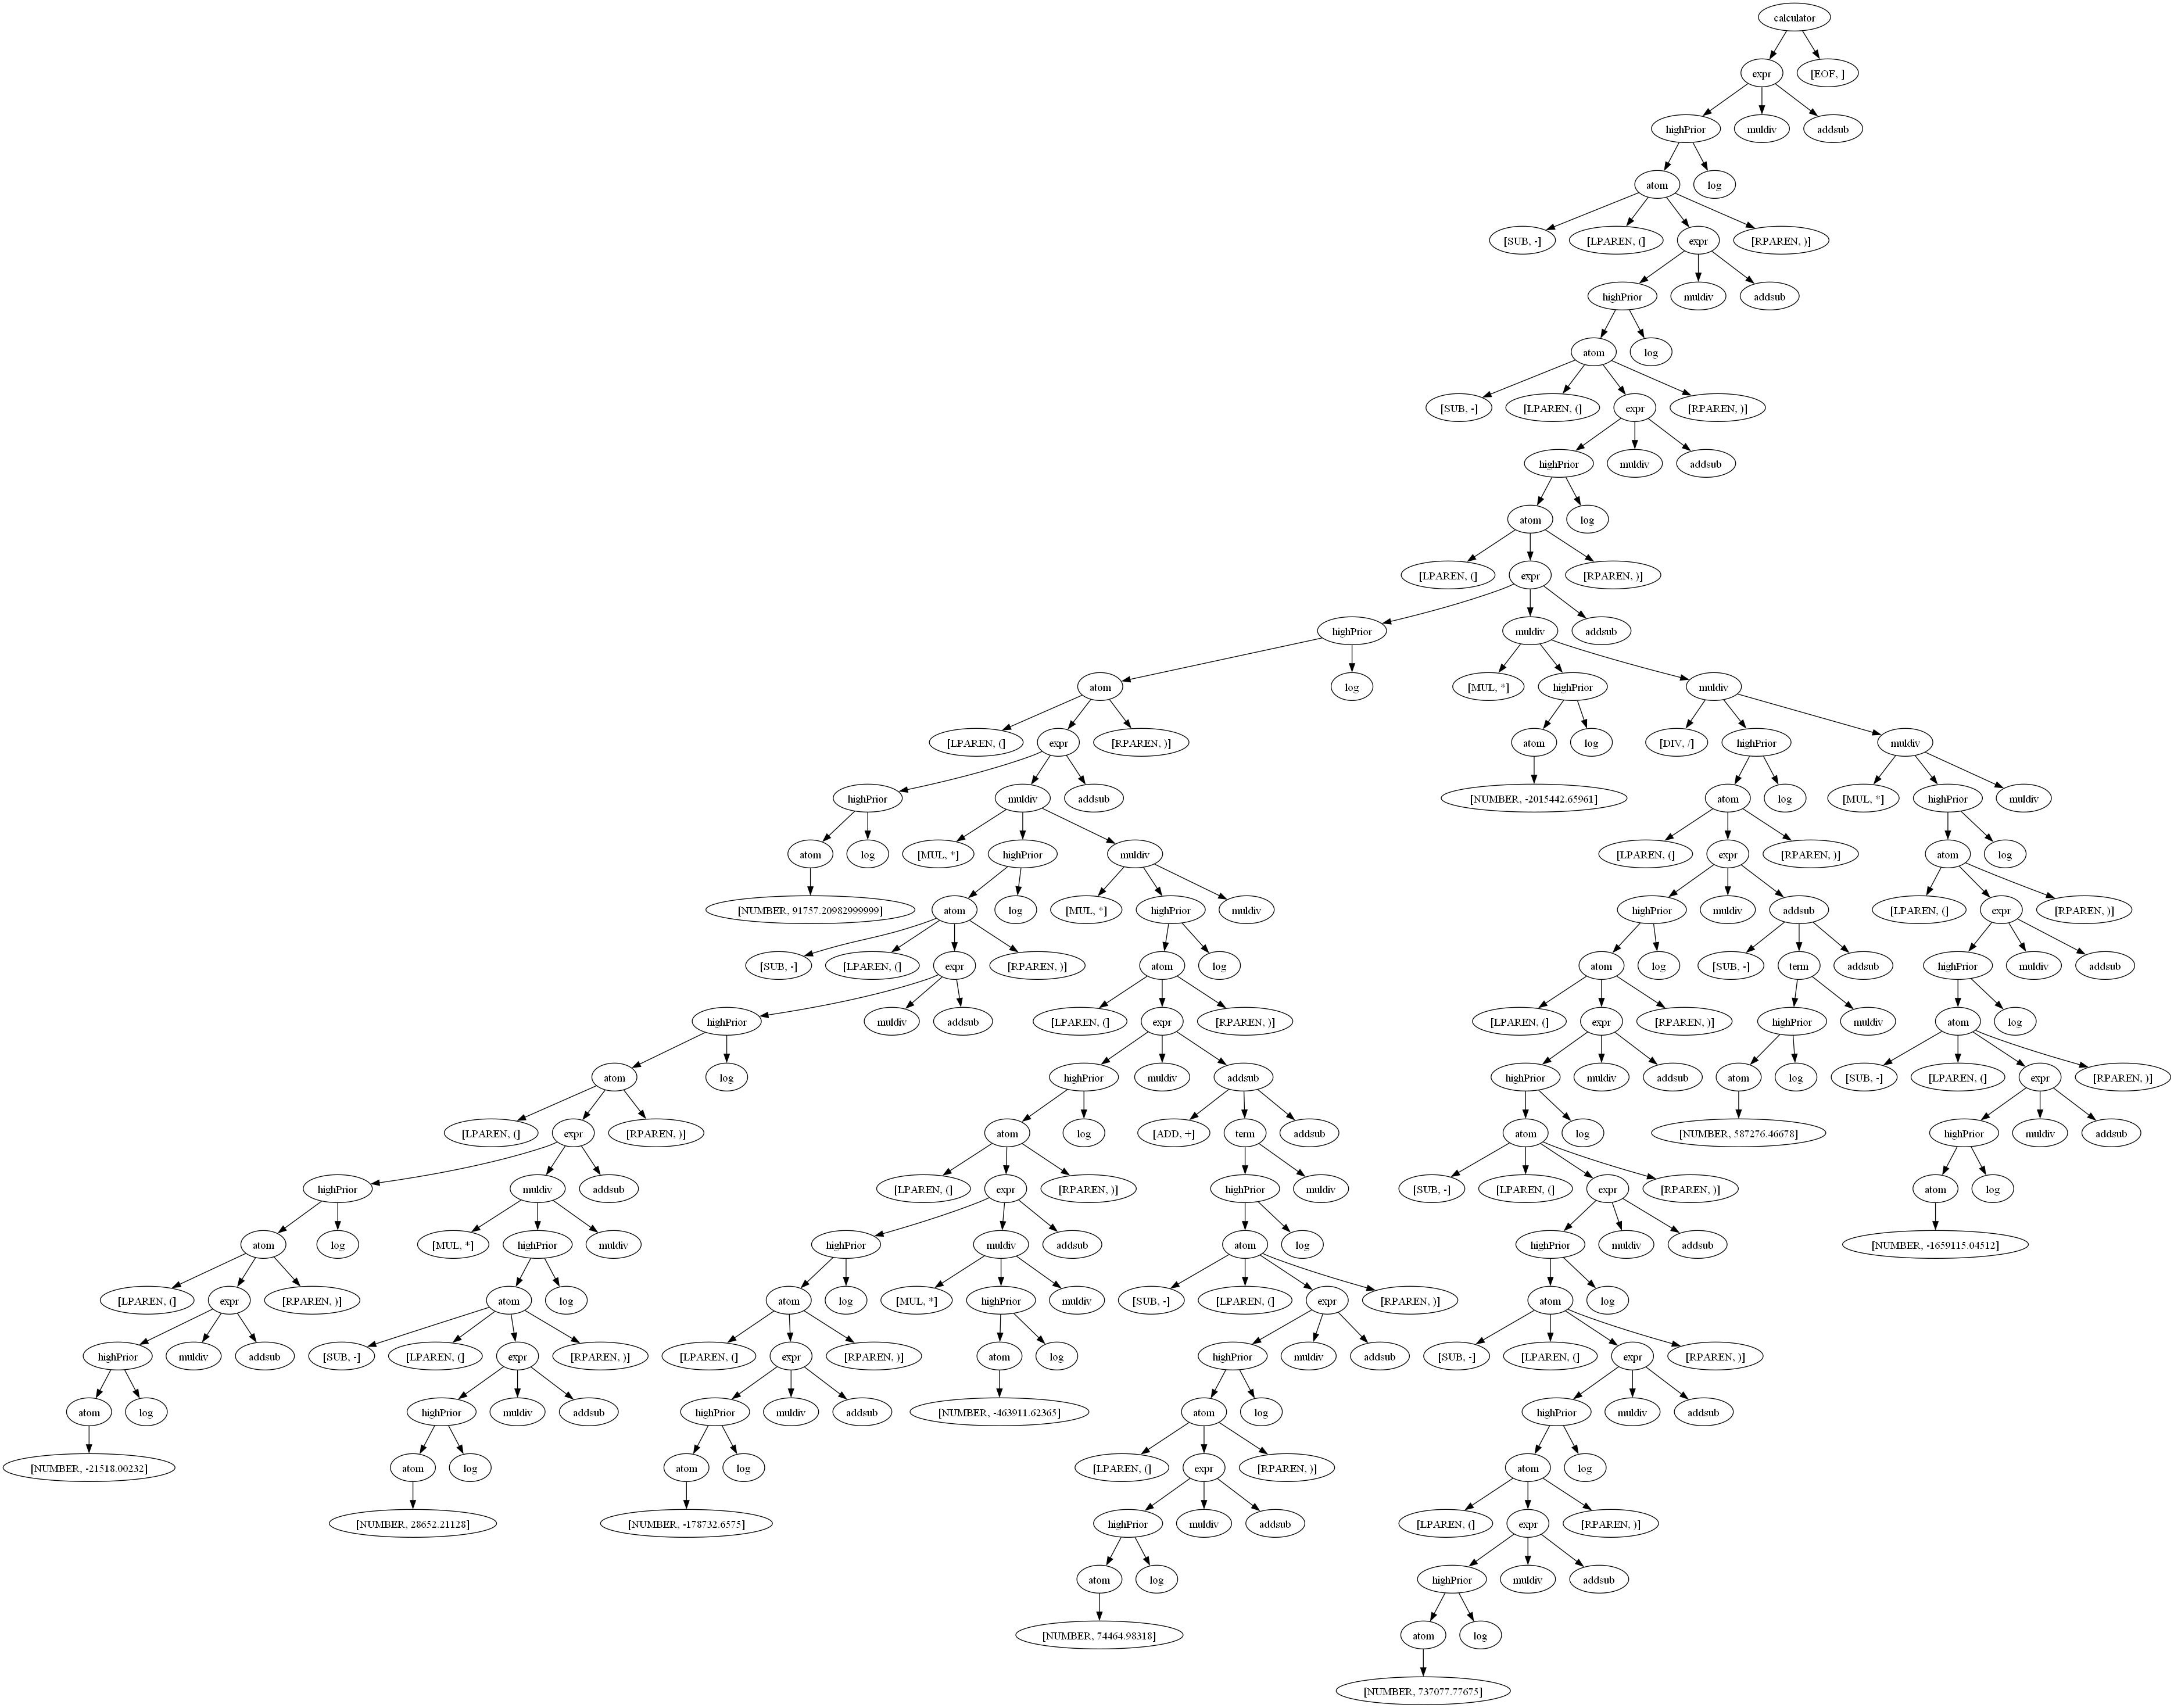 calculator
expr [EOF, ]
highPrior muldiv addsub
atom log
[SUB, -] [LPAREN, (] expr [RPAREN, )]
highPrior muldiv addsub
atom log
[SUB, -] [LPAREN, (] expr [RPAREN, )]
highPrior muldiv addsub
atom log
[LPAREN, (] expr [RPAREN, )]
highPrior muldiv addsub
atom log [MUL, *] highPrior muldiv
[LPAREN, (] expr [RPAREN, )] atom log [DIV, /] highPrior muldiv
highPrior muldiv addsub [NUMBER, -2015442.65961] atom log [MUL, *] highPrior muldiv
atom log [MUL, *] highPrior muldiv [LPAREN, (] expr [RPAREN, )] atom log
[NUMBER, 91757.20982999999] atom log [MUL, *] highPrior muldiv highPrior muldiv addsub [LPAREN, (] expr [RPAREN, )]
[SUB, -] [LPAREN, (] expr [RPAREN, )] atom log atom log [SUB, -] term addsub highPrior muldiv addsub
highPrior muldiv addsub [LPAREN, (] expr [RPAREN, )] [LPAREN, (] expr [RPAREN, )] highPrior muldiv atom log
atom log highPrior muldiv addsub highPrior muldiv addsub atom log [SUB, -] [LPAREN, (] expr [RPAREN, )]
[LPAREN, (] expr [RPAREN, )] atom log [ADD, +] term addsub atom log [NUMBER, 587276.46678] highPrior muldiv addsub
highPrior muldiv addsub [LPAREN, (] expr [RPAREN, )] highPrior muldiv [SUB, -] [LPAREN, (] expr [RPAREN, )] atom log
atom log [MUL, *] highPrior muldiv highPrior muldiv addsub atom log highPrior muldiv addsub [NUMBER, -1659115.04512]
[LPAREN, (] expr [RPAREN, )] atom log atom log [MUL, *] highPrior muldiv [SUB, -] [LPAREN, (] expr [RPAREN, )] atom log
highPrior muldiv addsub [SUB, -] [LPAREN, (] expr [RPAREN, )] [LPAREN, (] expr [RPAREN, )] atom log highPrior muldiv addsub [SUB, -] [LPAREN, (] expr [RPAREN, )]
atom log highPrior muldiv addsub highPrior muldiv addsub [NUMBER, -463911.62365] atom log highPrior muldiv addsub
[NUMBER, -21518.00232] atom log atom log [LPAREN, (] expr [RPAREN, )] atom log
[NUMBER, 28652.21128] [NUMBER, -178732.6575] highPrior muldiv addsub [LPAREN, (] expr [RPAREN, )]
atom log highPrior muldiv addsub
[NUMBER, 74464.98318] atom log
[NUMBER, 737077.77675]